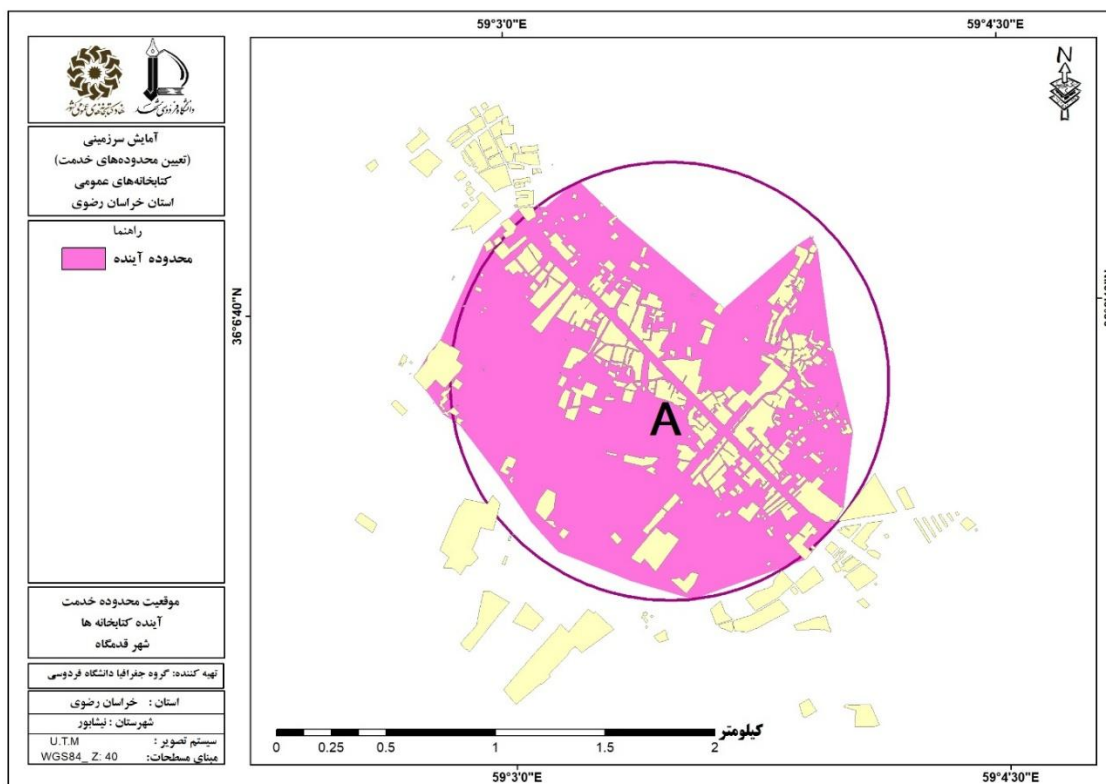 59°3'0"E
59°4'30"E
N
دانشگاه فردوسی مشهد
آمایش سرزمینی
(تعیین محدوده‌های خدمت)
کتابخانه‌های عمومی
استان خراسان رضوی
راهنما
محدوده آینده
36°6'40"N
A
موقعیت محدوده خدمت
آینده کتابخانه ها
شهر قدمگاه
تهیه کننده: گروه جغرافیا دانشگاه فردوسی
استان : خراسان رضوی
شهرستان : نیشابور
سیستم تصویر : U.T.M
مبنای مسطحات: WGS84_ Z: 40
کیلومتر
0 0.25 0.5 1 1.5 2
59°3'0"E
59°4'30"E